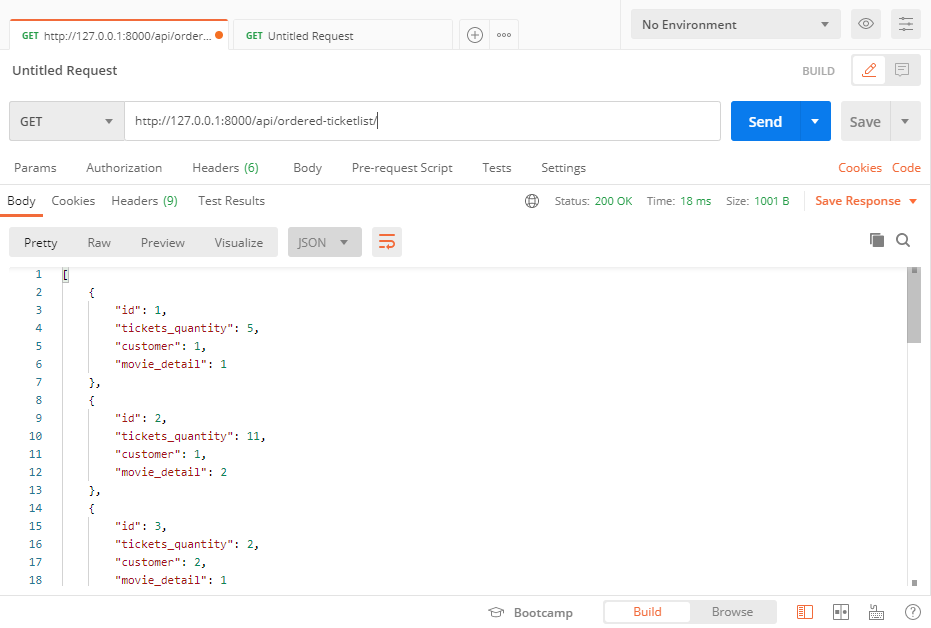 GET http://127.0.0.1:8000/api/order... GET Untitled Request No Environment
Untitled Request BUILD
GET http://127.0.0.1:8000/api/ordered-ticketlist/ Send Save
Params Authorization Headers (6) Body Pre-request Script Tests Settings Cookies Code
Body Cookies Headers (9) Test Results Status: 200 OK Time: 18 ms Size: 1001 B Save Response
Pretty Raw Preview Visualize JSON
1 [
2 {
3 "id": 1,
4 "tickets_quantity": 5,
5 "customer": 1,
6 "movie_detail": 1
7 },
8 {
9 "id": 2,
10 "tickets_quantity": 11,
11 "customer": 1,
12 "movie_detail": 2
13 },
14 {
15 "id": 3,
16 "tickets_quantity": 2,
17 "customer": 2,
18 "movie_detail": 1
Bootcamp Build Browse